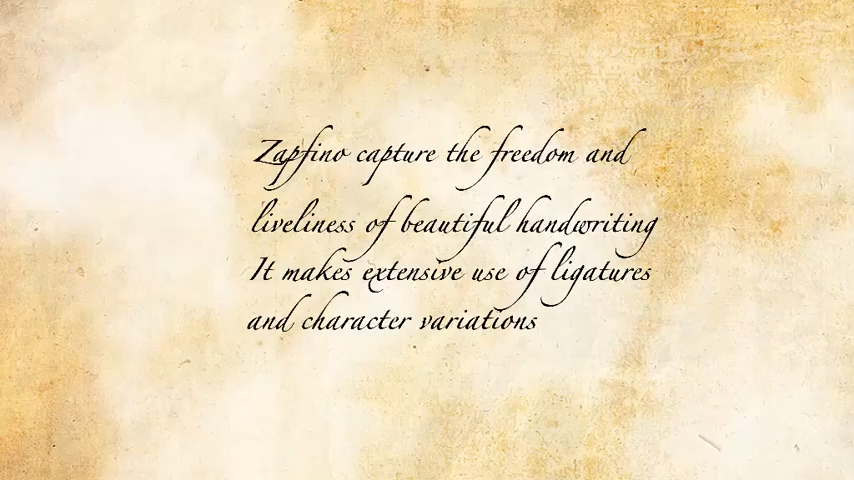 Zapfino capture the freedom and
liveliness of beautiful handwriting
It makes extensive use of ligatures
and character variations